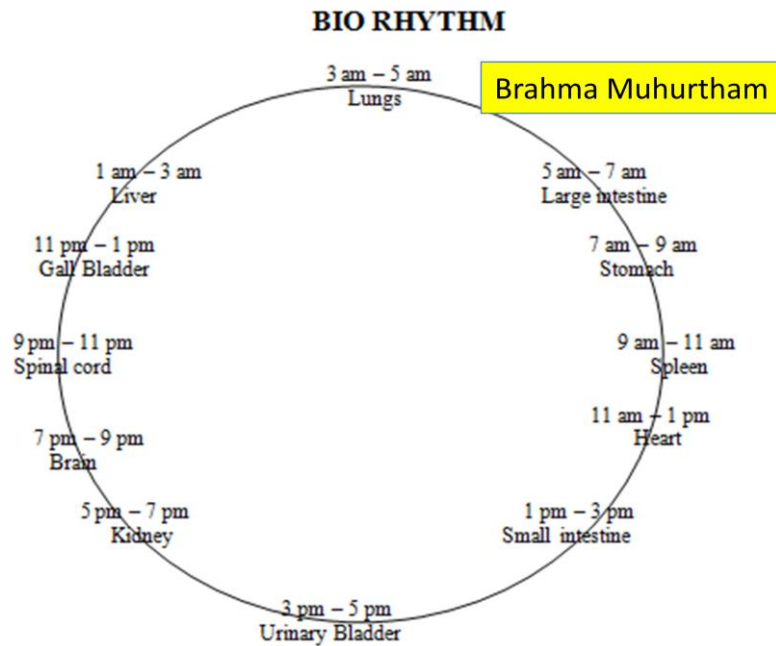 BIO RHYTHM
3 am – 5 am
Lungs
Brahma Muhurtham
5 am – 7 am
Large intestine
7 am – 9 am
Stomach
9 am – 11 am
Spleen
11 am – 1 pm
Heart
1 pm – 3 pm
Small intestine
3 pm – 5 pm
Urinary Bladder
5 pm – 7 pm
Kidney
7 pm – 9 pm
Brain
9 pm – 11 pm
Spinal cord
11 pm – 1 pm
Gall Bladder
1 am – 3 am
Liver